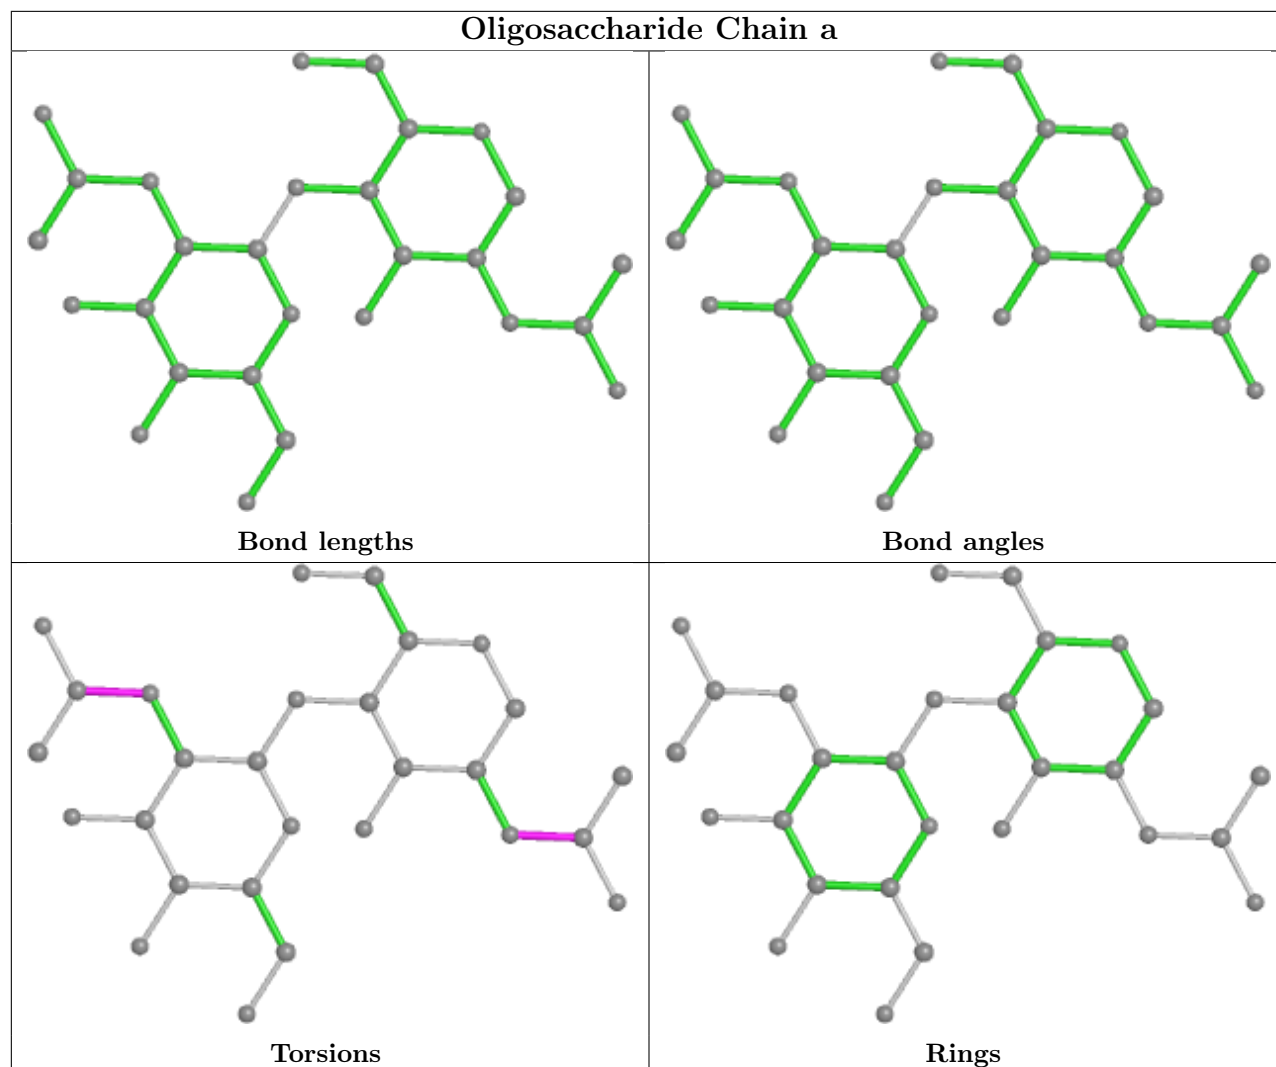 Oligosaccharide Chain a
Bond lengths
Bond angles
Torsions
Rings